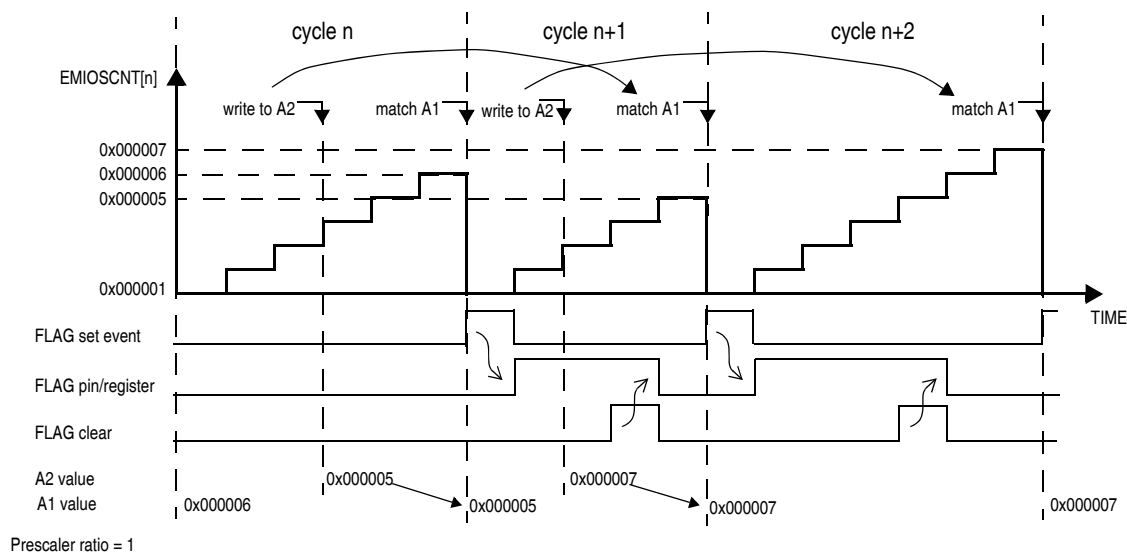 cycle n cycle n+1 cycle n+2
EMIOSCNT[n]
write to A2 match A1 write to A2 match A1 match A1
0x000007
0x000006
0x000005
0x000001
TIME
FLAG set event
FLAG pin/register
FLAG clear
A2 value 0x000005 0x000007
A1 value 0x000006 0x000005 0x000007 0x000007
Prescaler ratio = 1